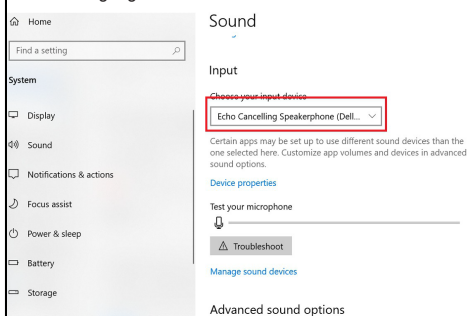 Home
Find a setting
System
Display
Sound
Notifications & actions
Focus assist
Power & sleep
Battery
Storage
Sound
Input
Choose your input device
Echo Cancelling Speakerphone (Dell...
Certain apps may be set up to use different sound devices than the
one selected here. Customize app volumes and devices in advanced
sound options.
Device properties
Test your microphone
Troubleshoot
Manage sound devices
Advanced sound options